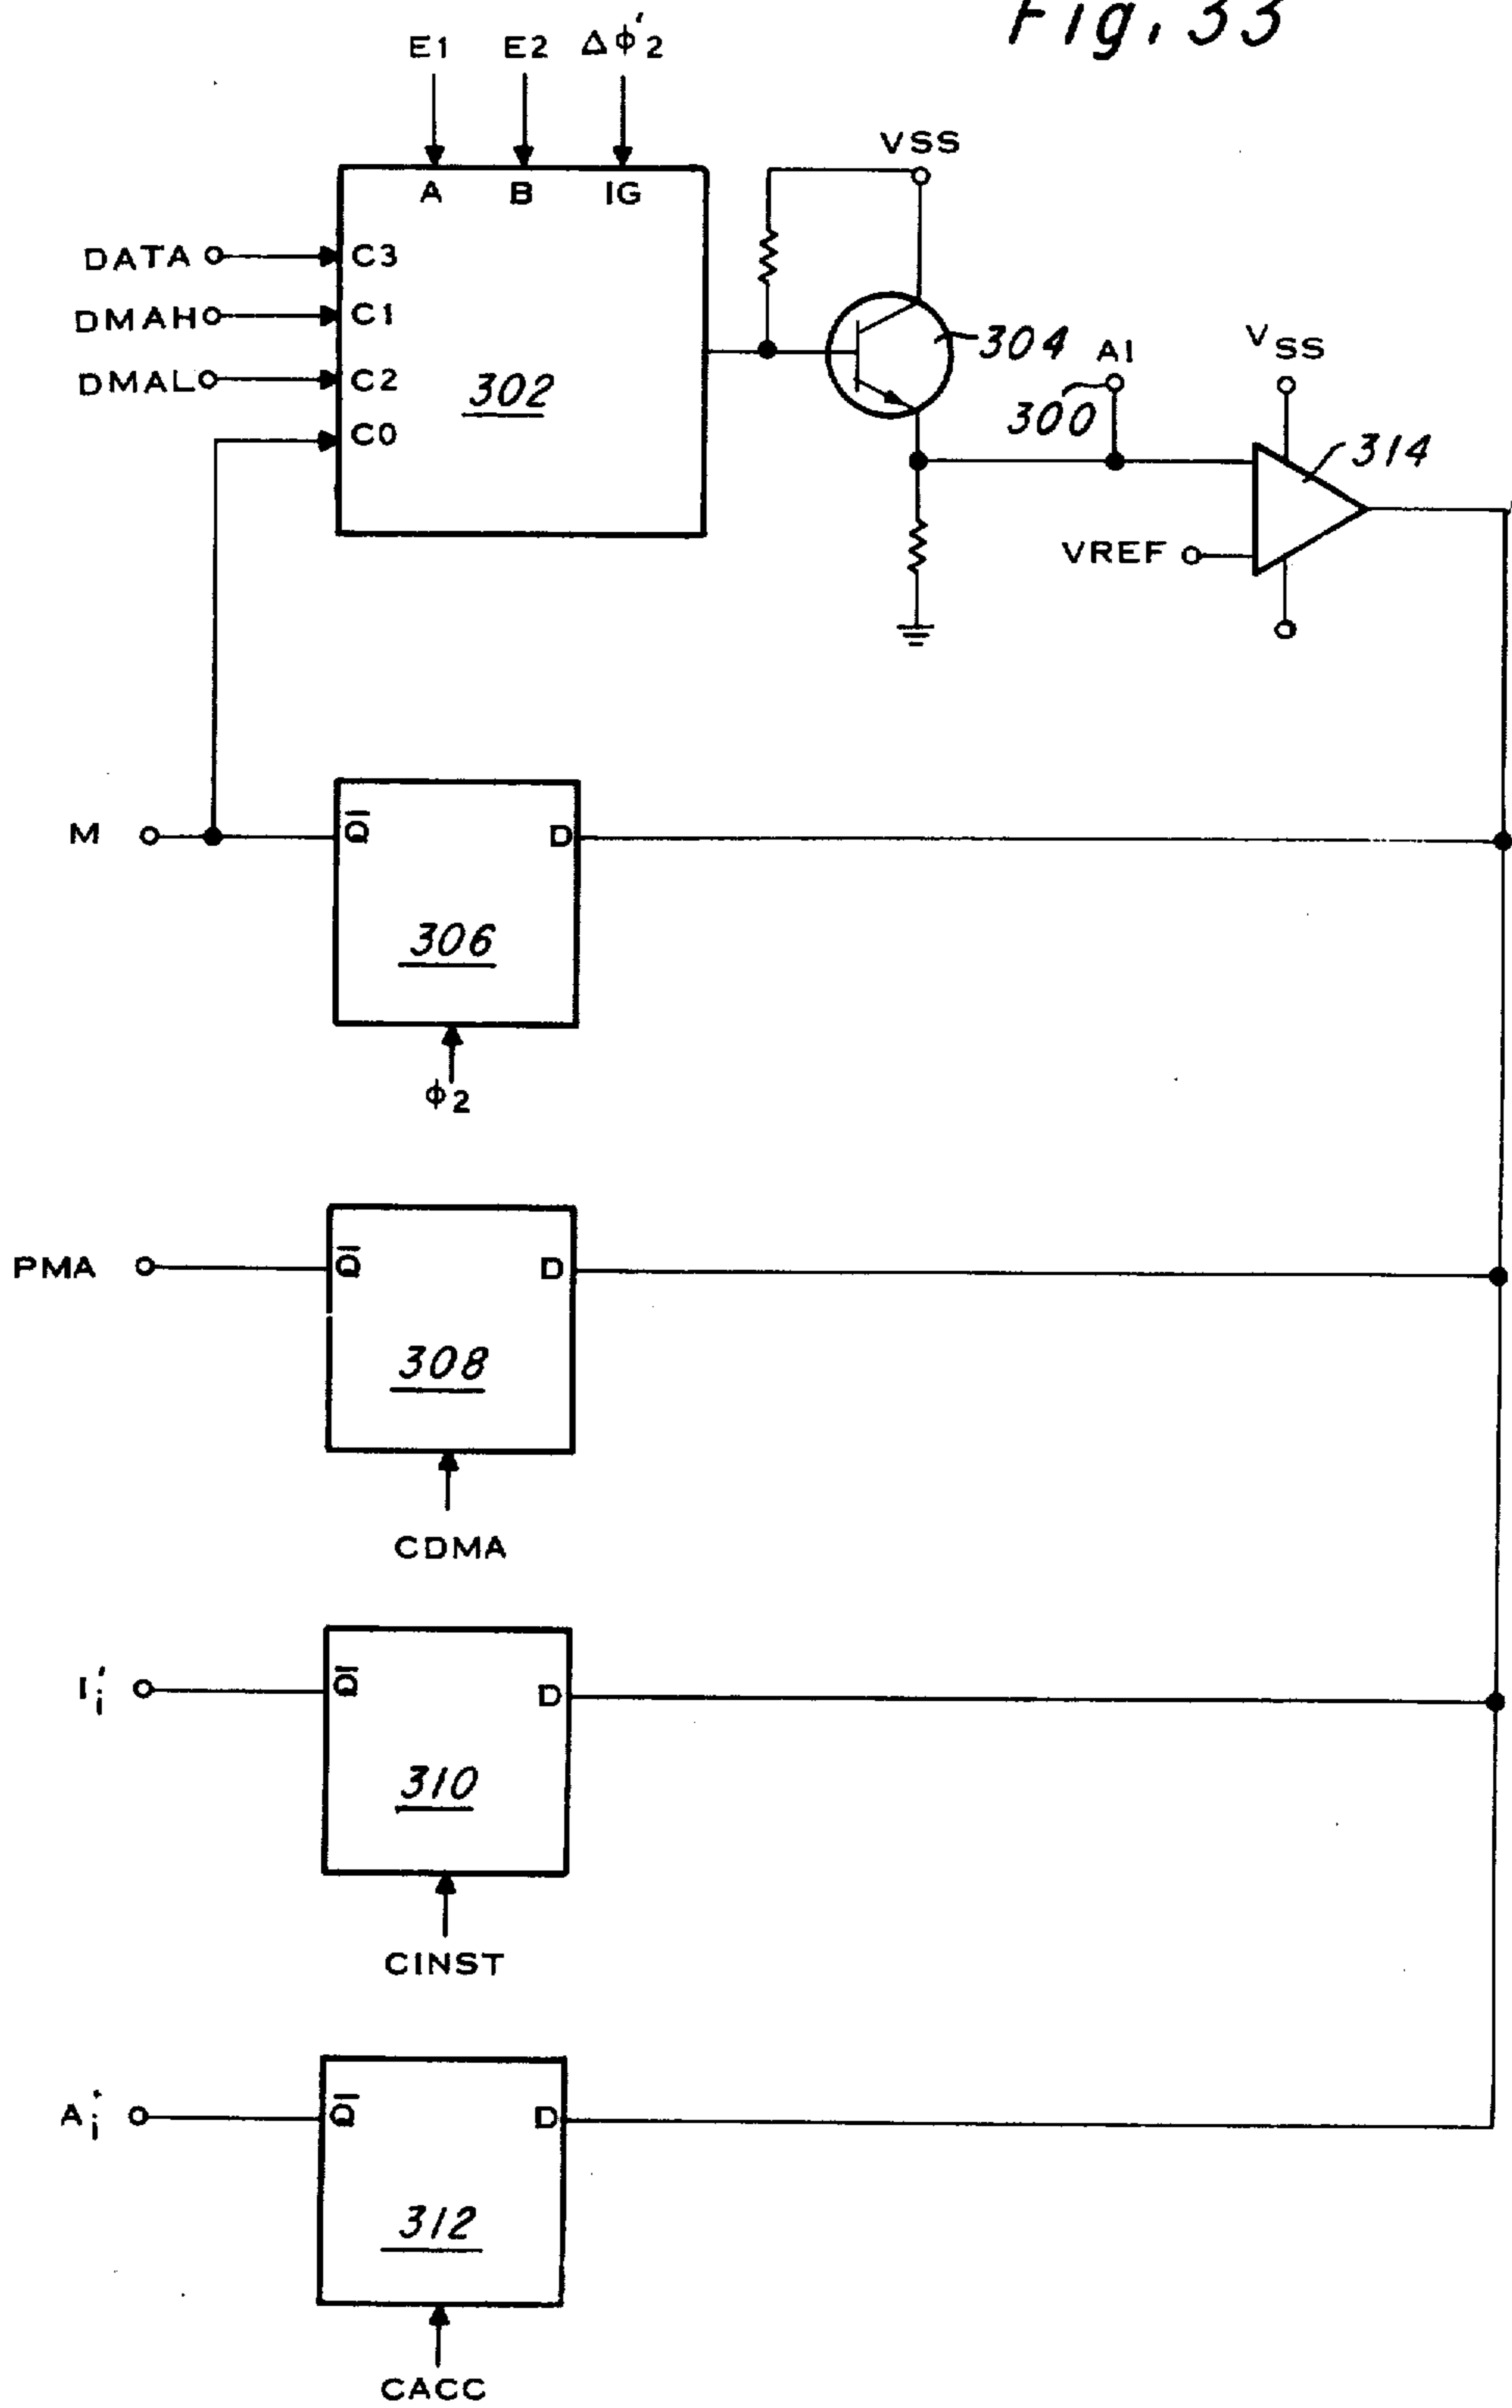 Fig. 33
E1 E2 Δϕ'2
VSS
A B IG
DATA C3
DMAH C1
DMAL C2
C0
302
304
A1
300
VSS
314
VREF
M Q̅ D
306
ϕ2
PMA Q̅ D
308
CDMA
I'i Q̅ D
310
CINST
A'i Q̅ D
312
CACC